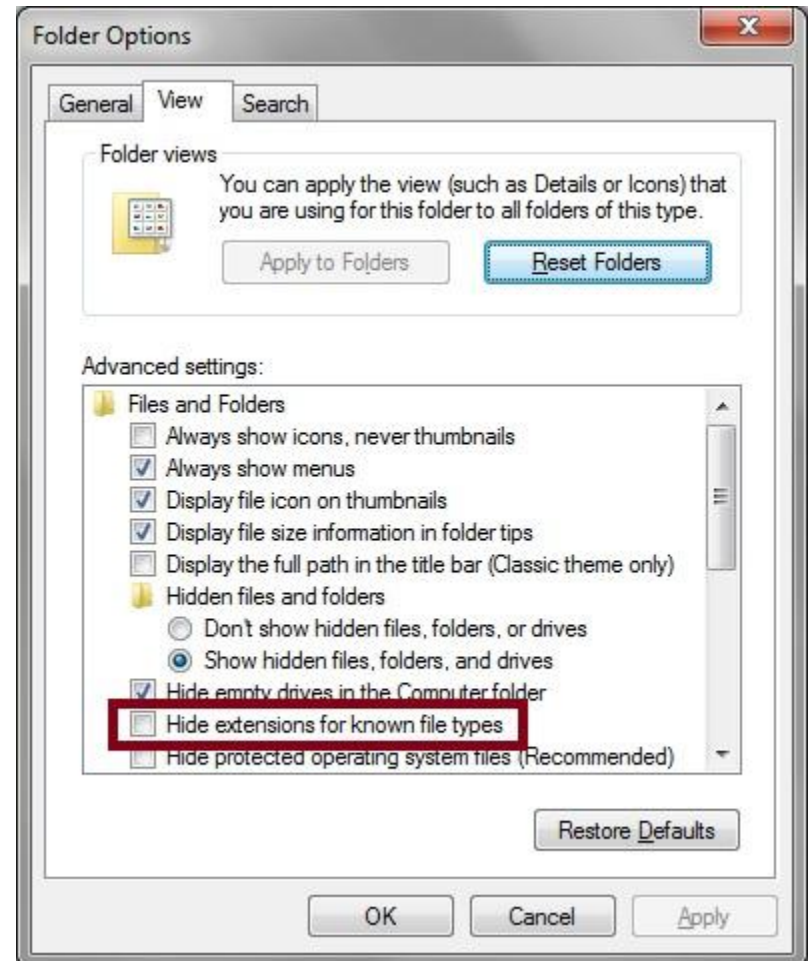 Folder Options
General View Search
Folder views
You can apply the view (such as Details or Icons) that
you are using for this folder to all folders of this type.
Apply to Folders Reset Folders
Advanced settings:
Files and Folders
Always show icons, never thumbnails
Always show menus
Display file icon on thumbnails
Display file size information in folder tips
Display the full path in the title bar (Classic theme only)
Hidden files and folders
Don't show hidden files, folders, or drives
Show hidden files, folders, and drives
Hide empty drives in the Computer folder
Hide extensions for known file types
Hide protected operating system files (Recommended)
Restore Defaults
OK Cancel Apply